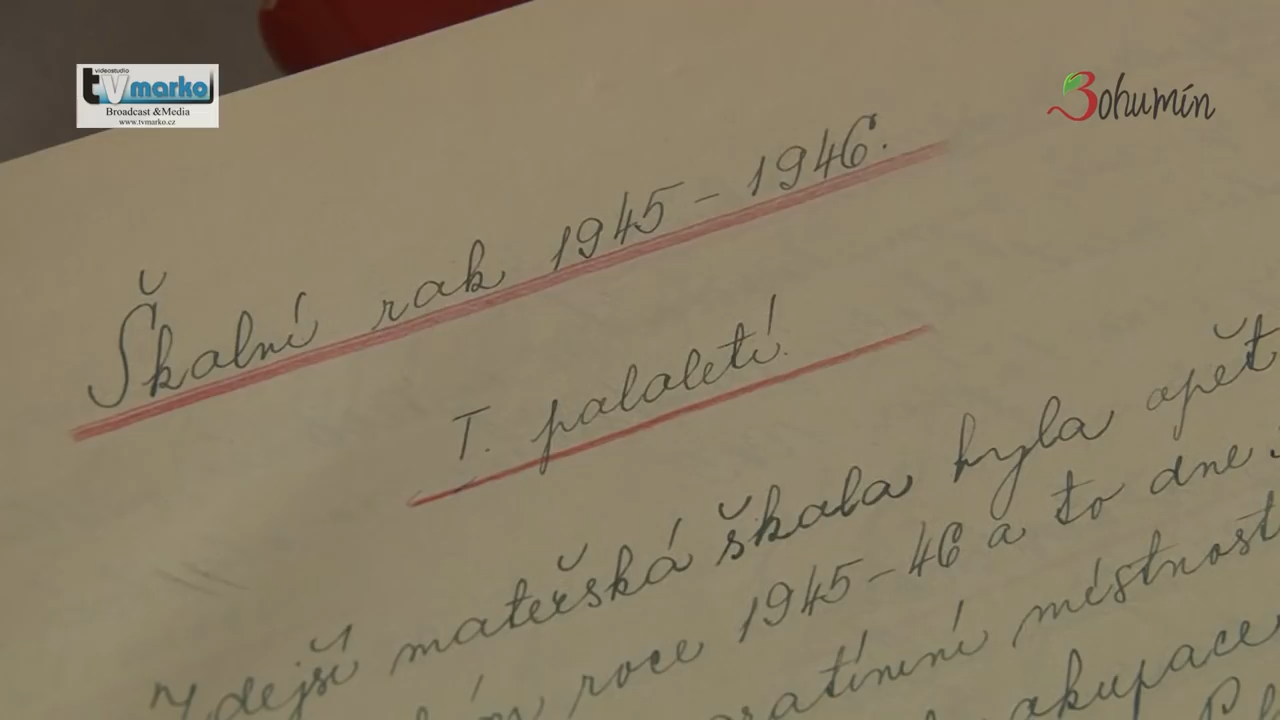 videostudio
tvmarko
Broadcast & Media
www.tvmarko.cz
Bohumín
Školní rok 1945 - 1946.
I. pololetí.
Zdejší mateřská škola byla opět
roce 1945-46 a to dne
místnost
okupace